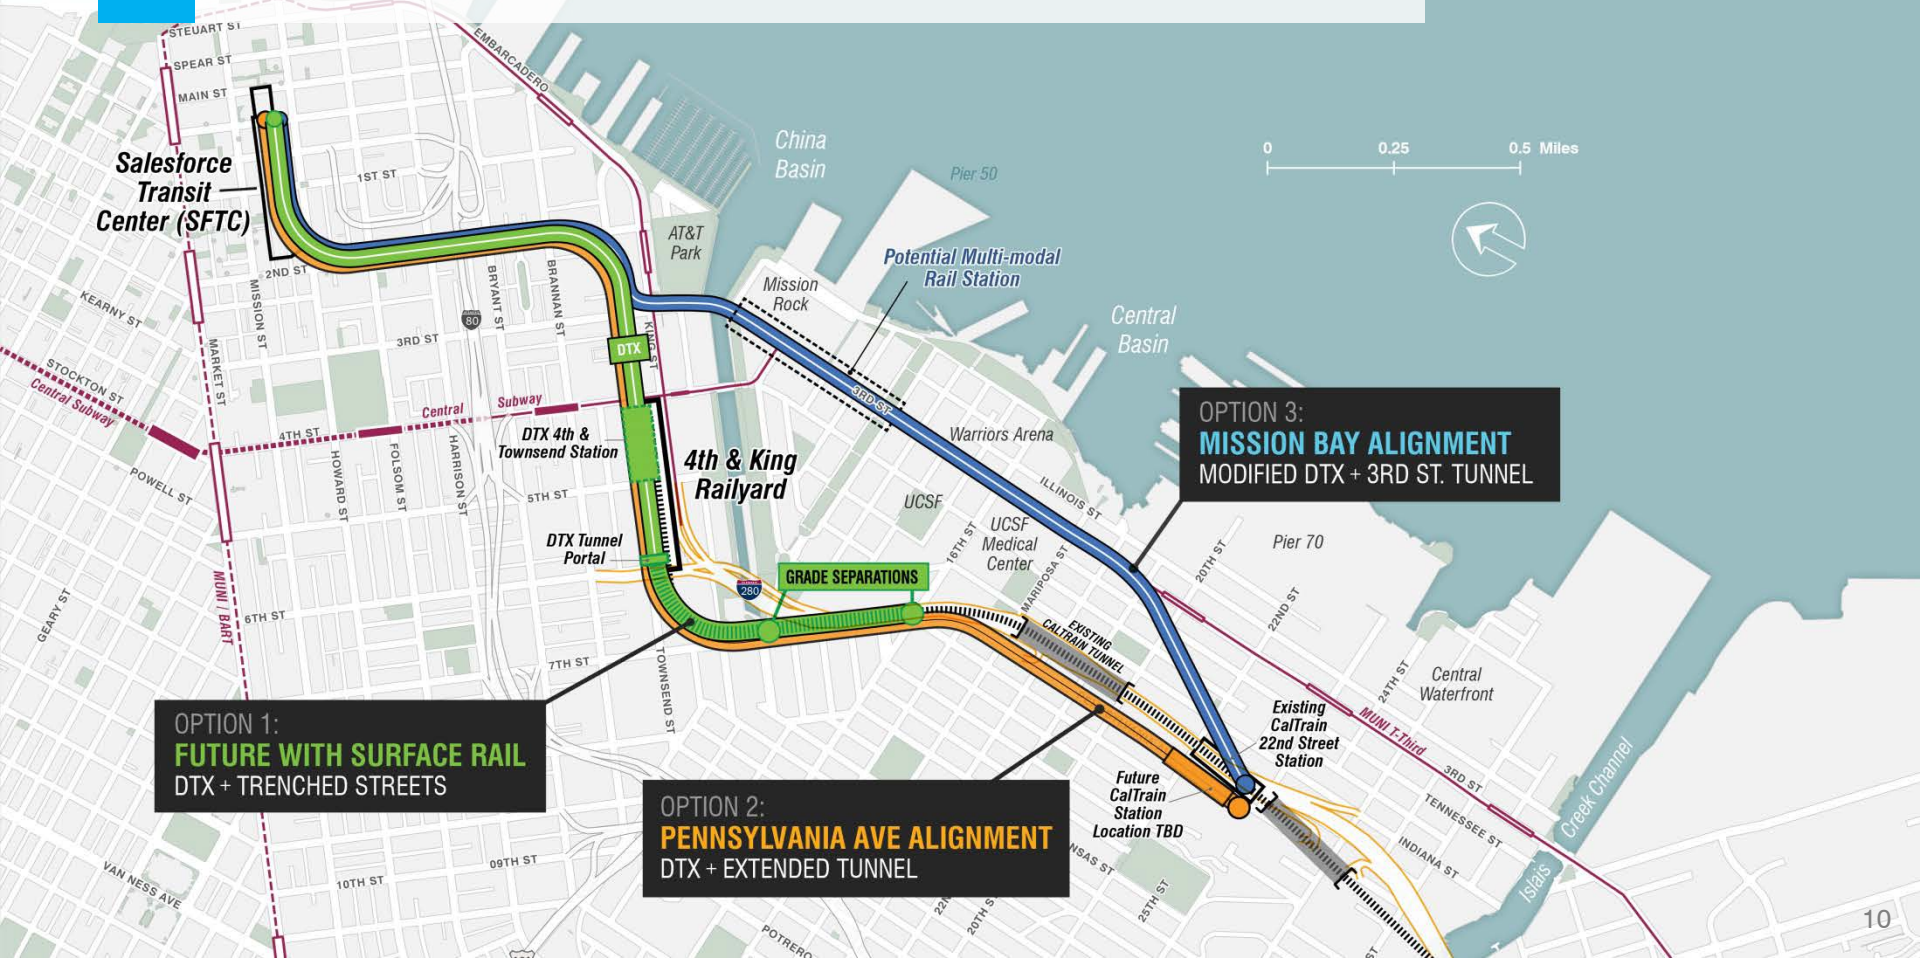 STEUART ST
SPEAR ST
MAIN ST
EMBARCADERO
Salesforce
Transit
Center (SFTC)
1ST ST
2ND ST
China
Basin
Pier 50
0 0.25 0.5 Miles
AT&T
Park
Mission
Rock
Potential Multi-modal
Rail Station
Central
Basin
KEARNY ST
STOCKTON ST
Central Subway
MARKET ST
MISSION ST
BRYANT ST
BRANNAN ST
80
3RD ST
DTX
KING ST
Central Subway
4TH ST
POWELL ST
HOWARD ST
FOLSOM ST
HARRISON ST
5TH ST
DTX 4th &
Townsend Station
4th & King
Railyard
3RD ST
Warriors Arena
OPTION 3:
MISSION BAY ALIGNMENT
MODIFIED DTX + 3RD ST. TUNNEL
UCSF
ILLINOIS ST
16TH ST
UCSF
Medical
Center
MARIPOSA ST
20TH ST
Pier 70
22ND ST
DTX Tunnel
Portal
280
GRADE SEPARATIONS
EXISTING
CALTRAIN TUNNEL
GEARY ST
MUNI / BART
6TH ST
7TH ST
TOWNSEND ST
24TH ST
Central
Waterfront
MUNI T-Third
Existing
CalTrain
22nd Street
Station
OPTION 1:
FUTURE WITH SURFACE RAIL
DTX + TRENCHED STREETS
OPTION 2:
PENNSYLVANIA AVE ALIGNMENT
DTX + EXTENDED TUNNEL
Future
CalTrain
Station
Location TBD
3RD ST
TENNESSEE ST
INDIANA ST
Islais Creek Channel
VAN NESS AVE
10TH ST
09TH ST
NSAS ST
25TH ST
20TH S
22N
POTRERO
ST
10